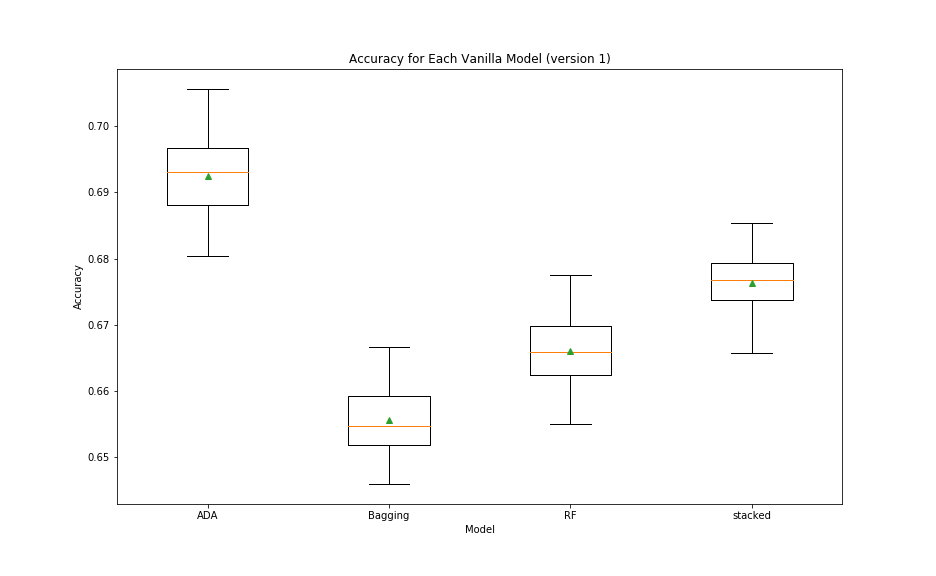 Accuracy for Each Vanilla Model (version 1)
0.70
0.69
0.68
0.67
0.66
0.65
Accuracy
ADA Bagging RF stacked
Model